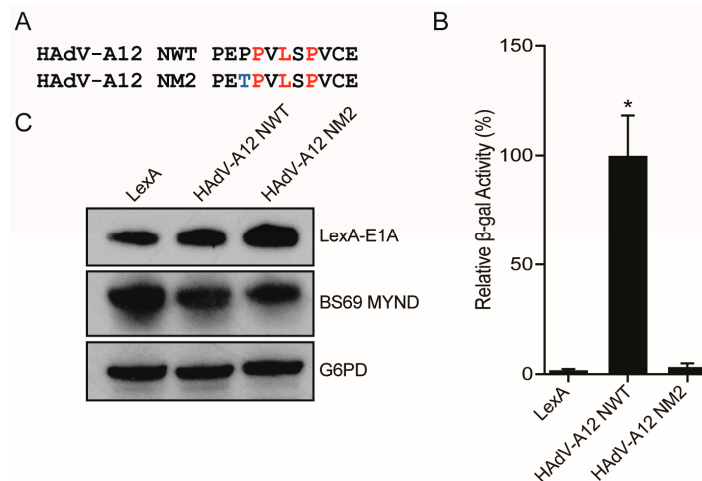 A
HAdV-A12 NWT PEPPVLSPVCE
HAdV-A12 NM2 PETPVLSPVCE
C
LexA
HAdV-A12 NWT
HAdV-A12 NM2
LexA-E1A
BS69 MYND
G6PD
B
Relative β-gal Activity (%)
150
100
50
0
*
LexA
HAdV-A12 NWT
HAdV-A12 NM2